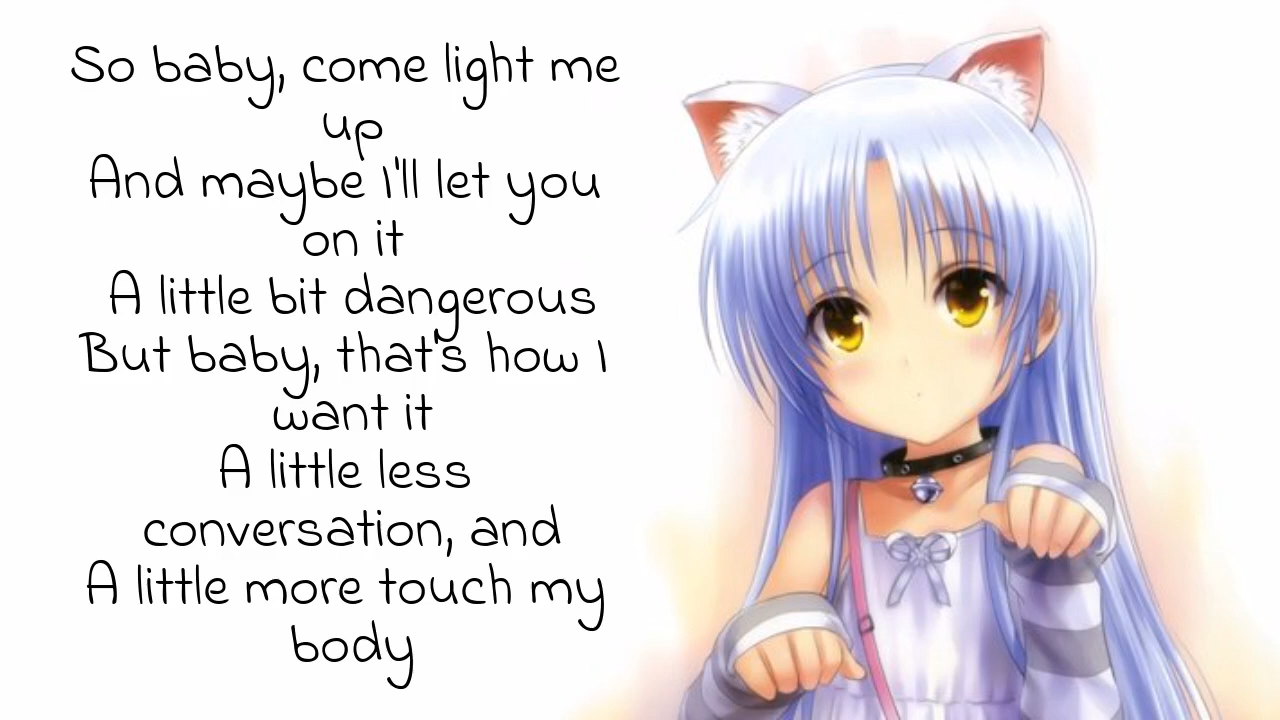 So baby, come light me
up
And maybe I'll let you
on it
A little bit dangerous
But baby, that's how I
want it
A little less
conversation, and
A little more touch my
body